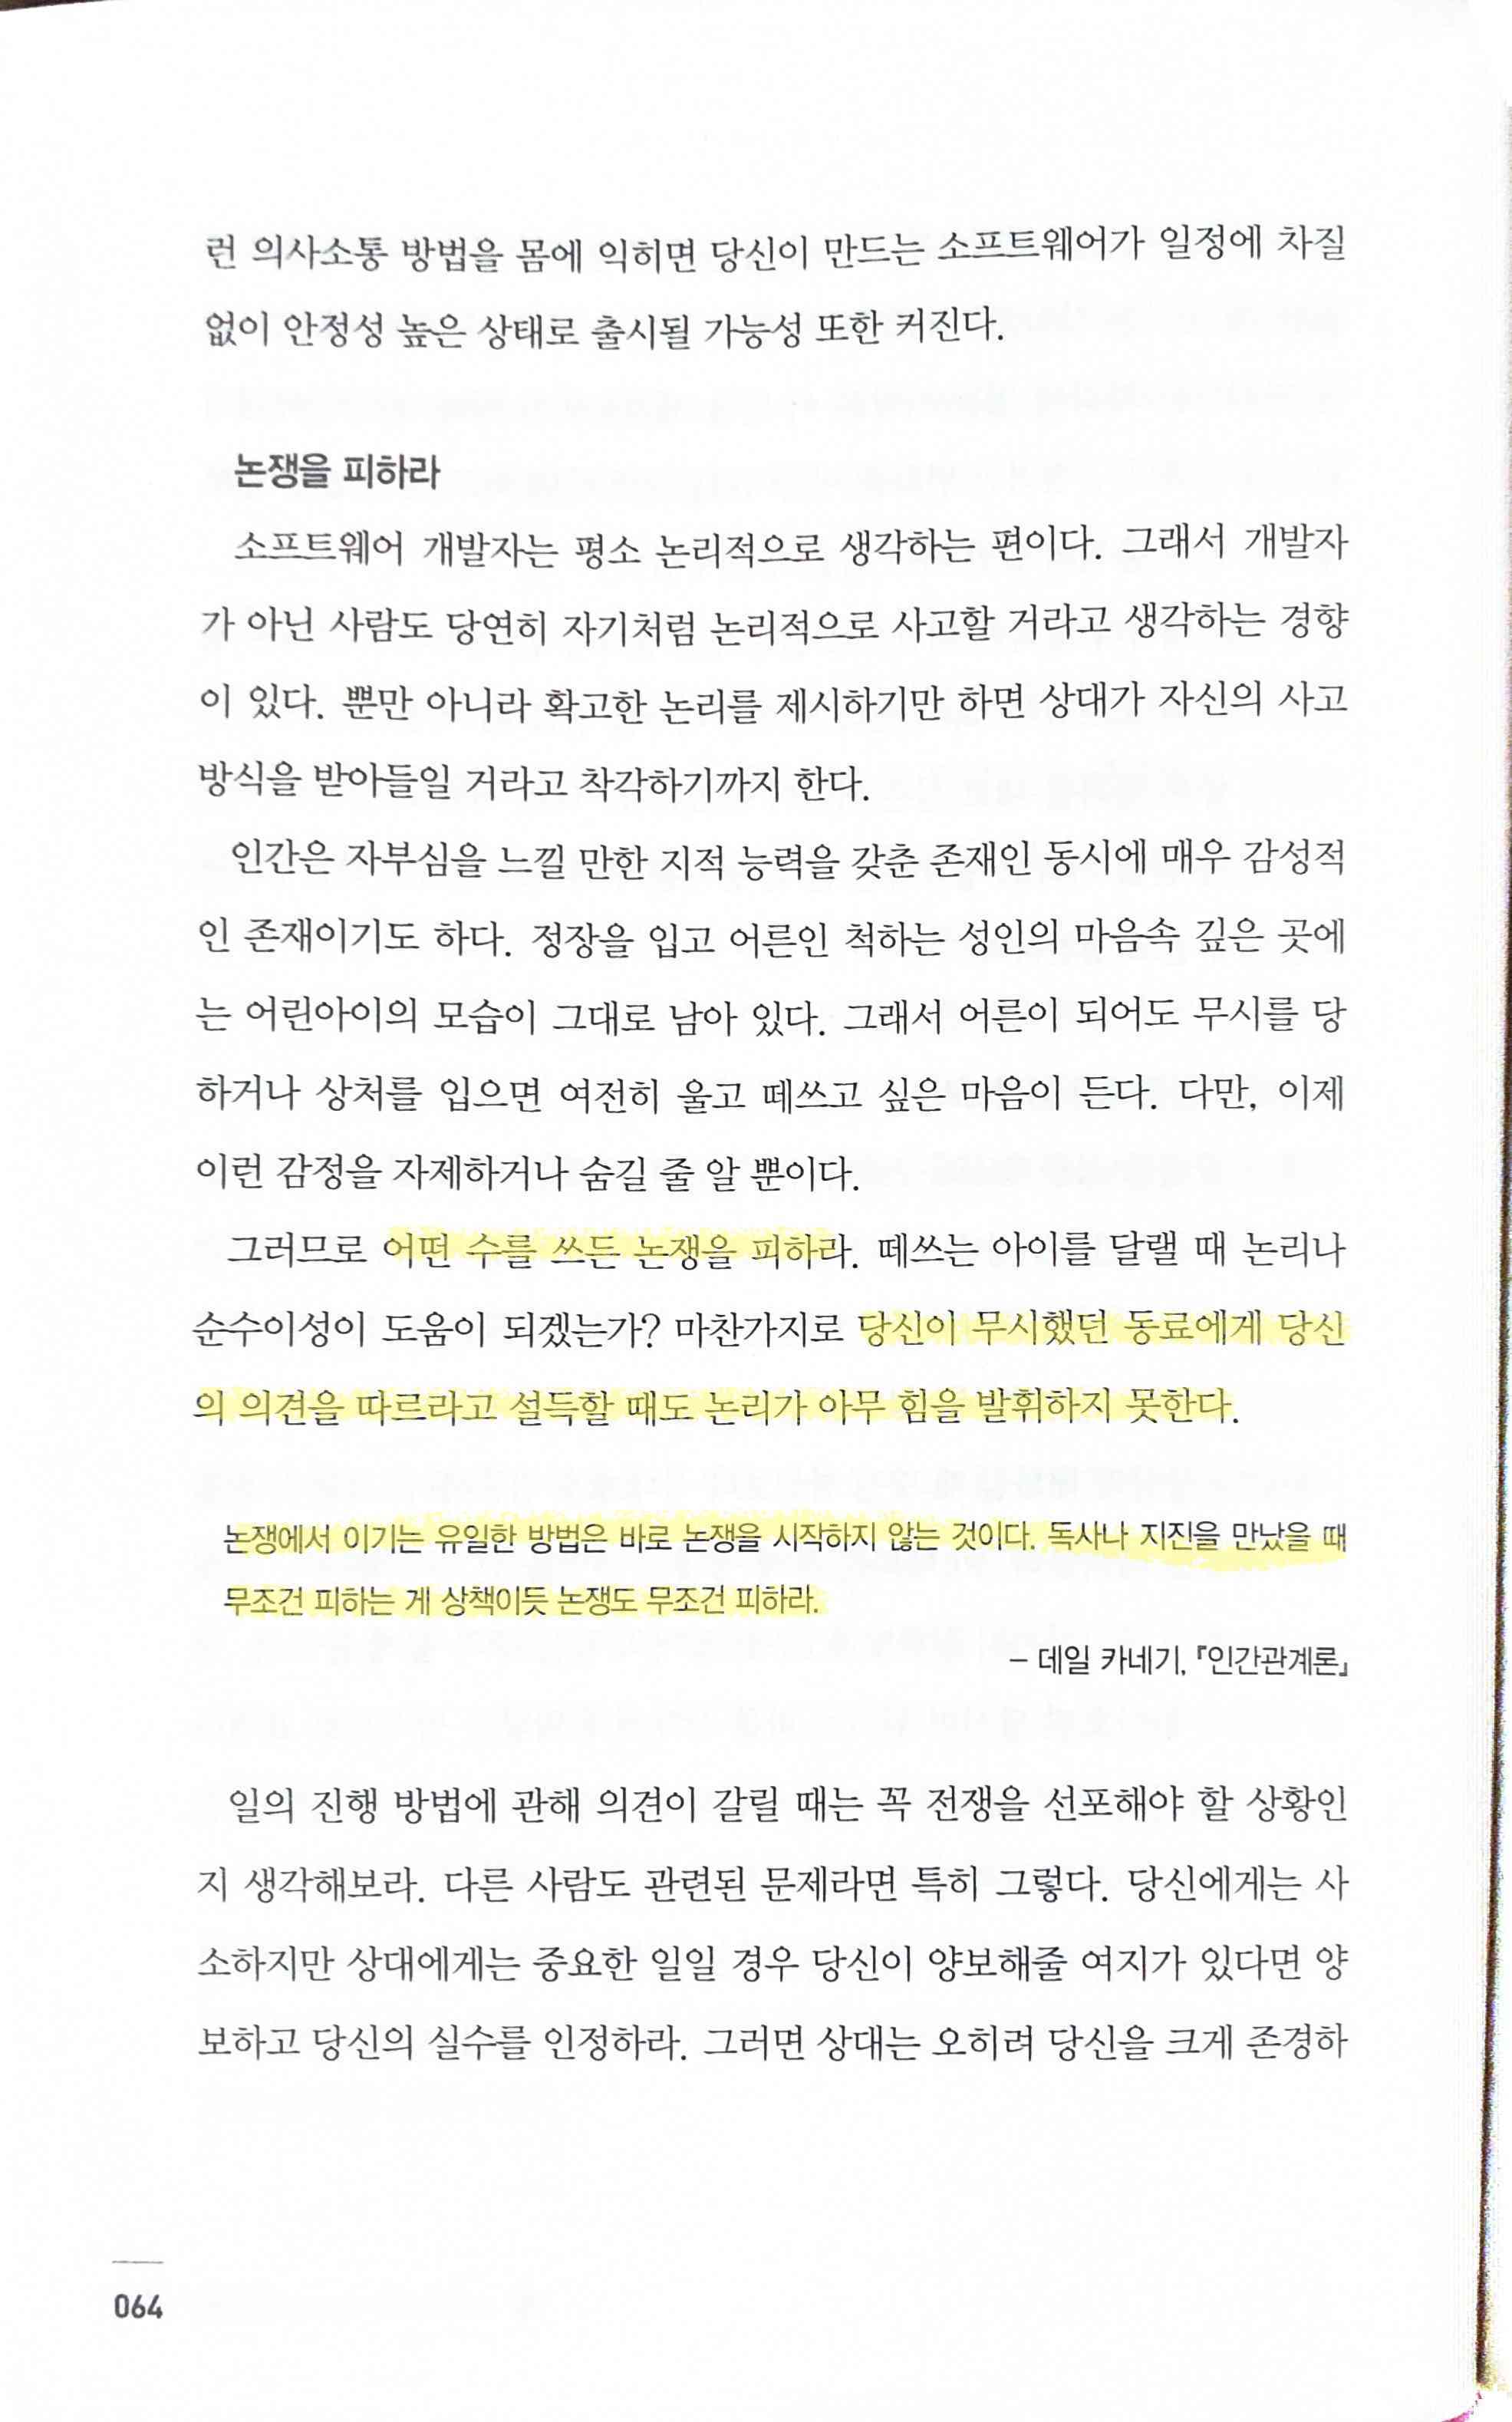 런 의사소통 방법을 몸에 익히면 당신이 만드는 소프트웨어가 일정에 차질
없이 안정성 높은 상태로 출시될 가능성 또한 커진다.
논쟁을 피하라
소프트웨어 개발자는 평소 논리적으로 생각하는 편이다. 그래서 개발자
가 아닌 사람도 당연히 자기처럼 논리적으로 사고할 거라고 생각하는 경향
이 있다. 뿐만 아니라 확고한 논리를 제시하기만 하면 상대가 자신의 사고
방식을 받아들일 거라고 착각하기까지 한다.
인간은 자부심을 느낄 만한 지적 능력을 갖춘 존재인 동시에 매우 감성적
인 존재이기도 하다. 정장을 입고 어른인 척하는 성인의 마음속 깊은 곳에
는 어린아이의 모습이 그대로 남아 있다. 그래서 어른이 되어도 무시를 당
하거나 상처를 입으면 여전히 울고 떼쓰고 싶은 마음이 든다. 다만, 이제
이런 감정을 자제하거나 숨길 줄 알 뿐이다.
그러므로 어떤 수를 쓰든 논쟁을 피하라. 떼쓰는 아이를 달랠 때 논리나
순수이성이 도움이 되겠는가? 마찬가지로 당신이 무시했던 동료에게 당신
의 의견을 따르라고 설득할 때도 논리가 아무 힘을 발휘하지 못한다.
논쟁에서 이기는 유일한 방법은 바로 논쟁을 시작하지 않는 것이다. 독사나 지진을 만났을 때
무조건 피하는 게 상책이듯 논쟁도 무조건 피하라.
– 데일 카네기, 『인간관계론』
일의 진행 방법에 관해 의견이 갈릴 때는 꼭 전쟁을 선포해야 할 상황인
지 생각해보라. 다른 사람도 관련된 문제라면 특히 그렇다. 당신에게는 사
소하지만 상대에게는 중요한 일일 경우 당신이 양보해줄 여지가 있다면 양
보하고 당신의 실수를 인정하라. 그러면 상대는 오히려 당신을 크게 존경하
064